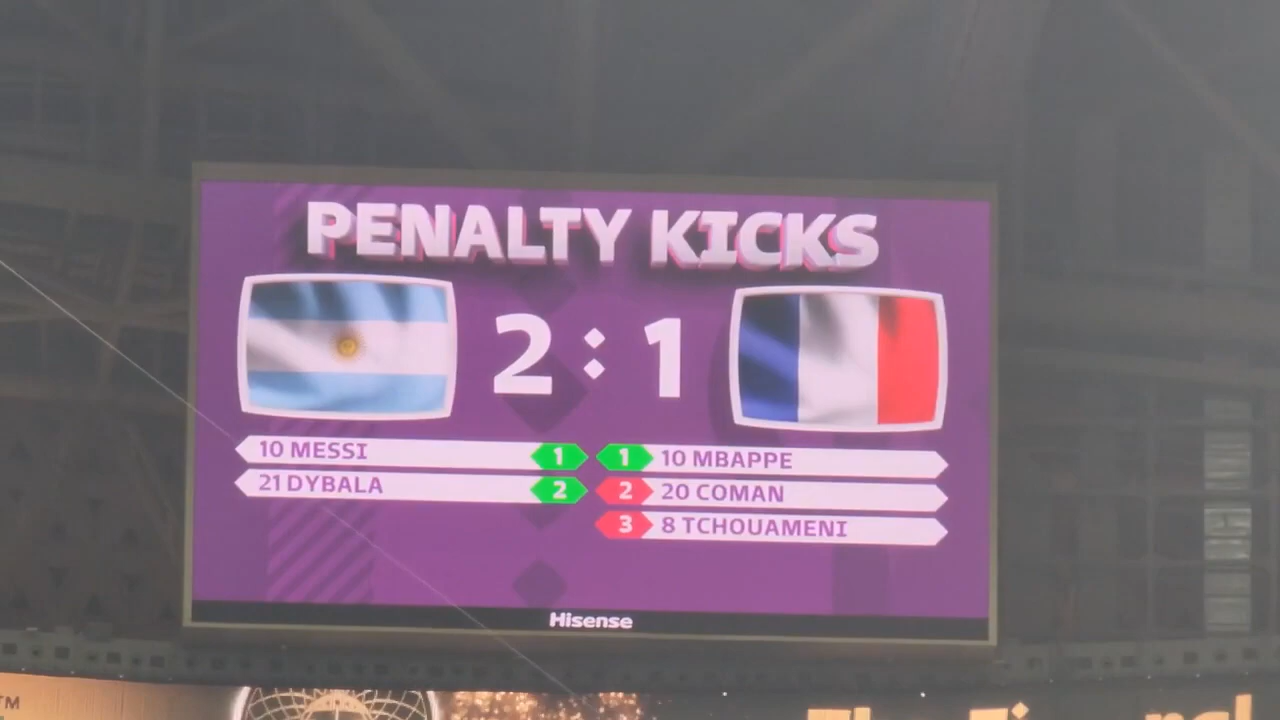 PENALTY KICKS
2 : 1
10 MESSI 1
1 10 MBAPPE
21 DYBALA 2
2 20 COMAN
3 8 TCHOUAMENI
Hisense
TM